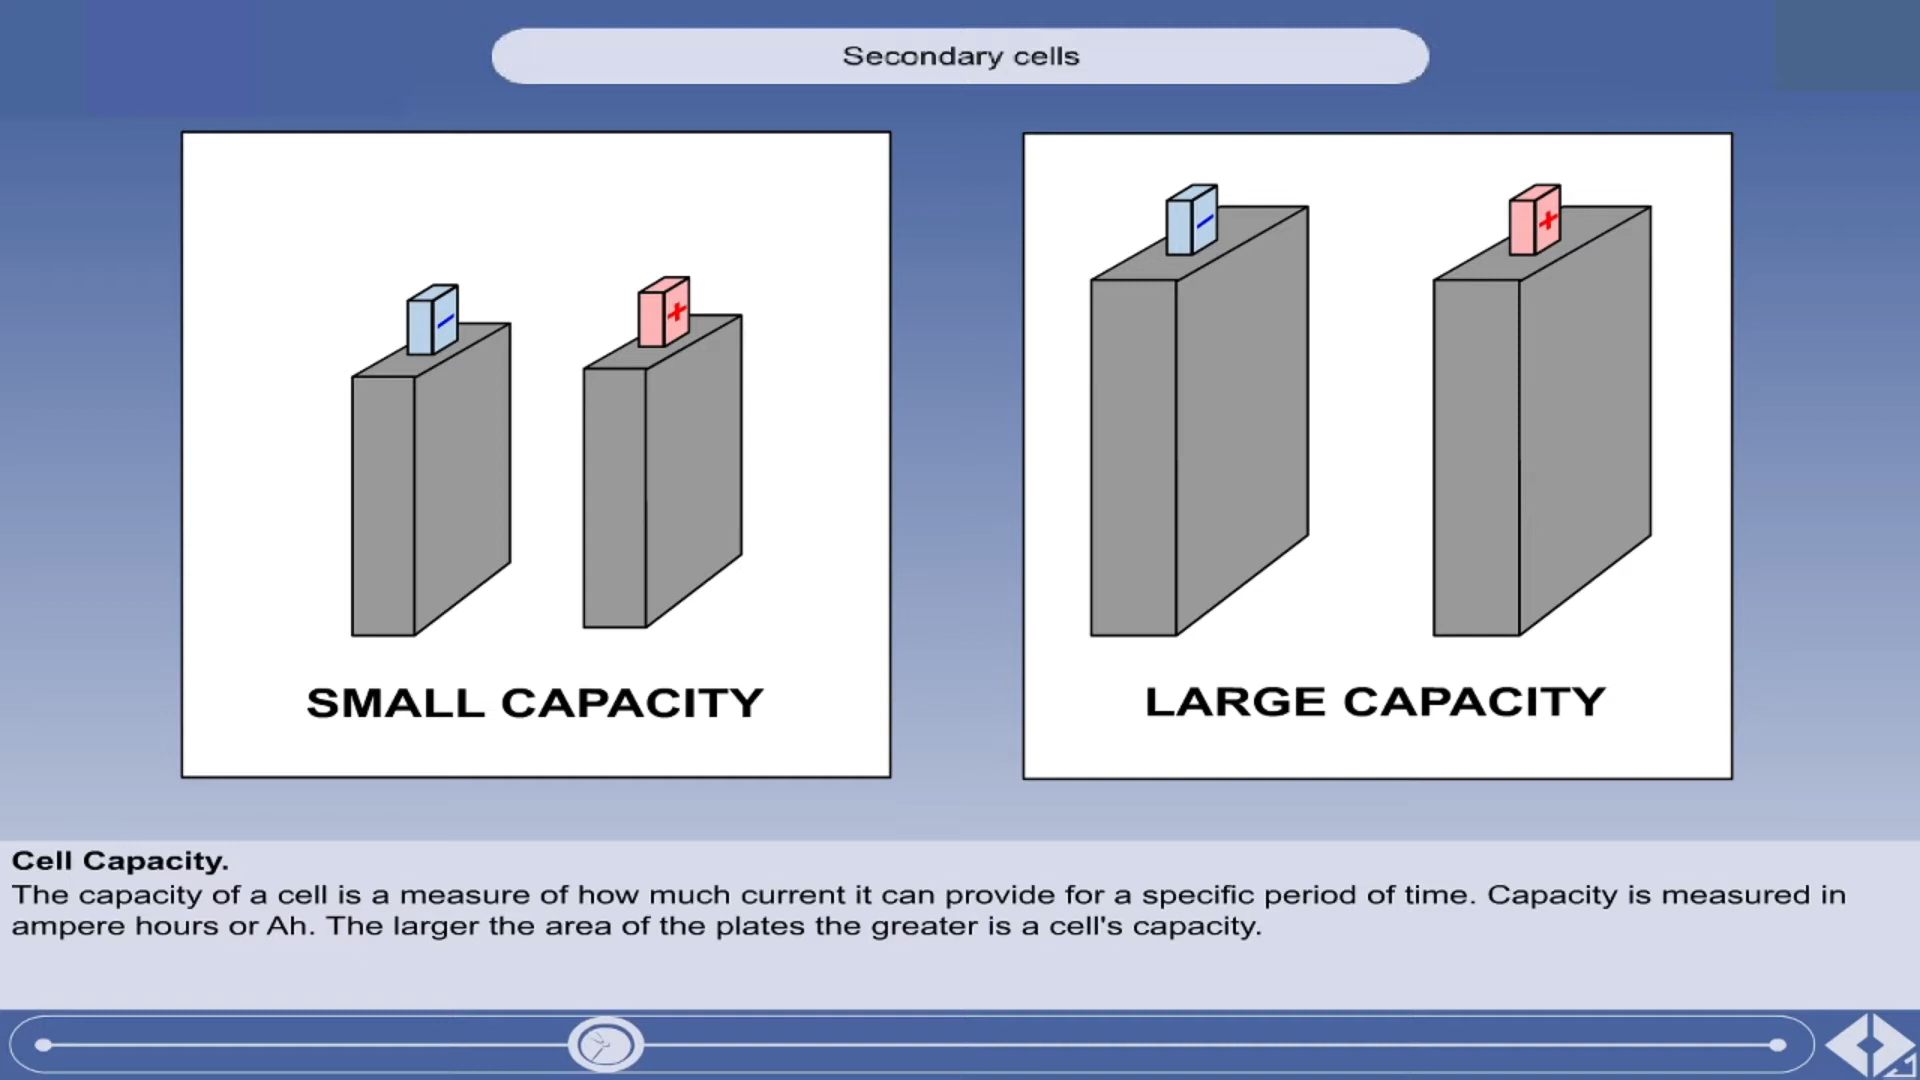 Secondary cells
−
+
−
+
SMALL CAPACITY
LARGE CAPACITY
Cell Capacity.
The capacity of a cell is a measure of how much current it can provide for a specific period of time. Capacity is measured in
ampere hours or Ah. The larger the area of the plates the greater is a cell's capacity.